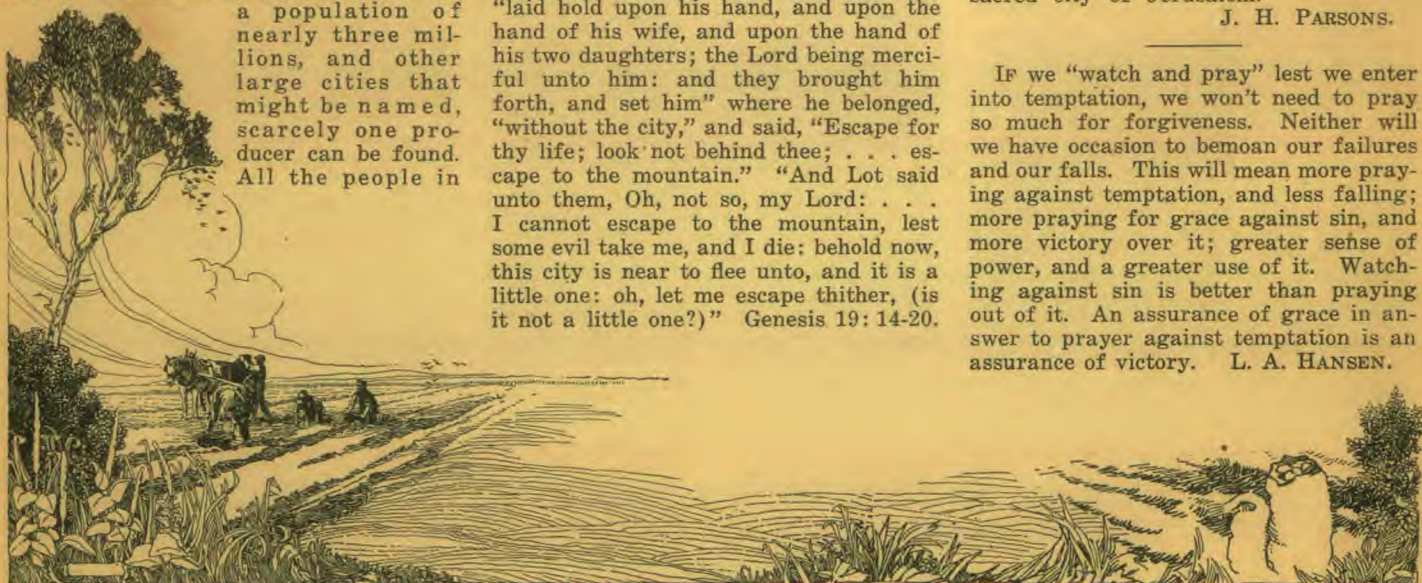 a population of
nearly three mil-
lions, and other
large cities that
might be named,
scarcely one pro-
ducer can be found.
All the people in
"laid hold upon his hand, and upon the
hand of his wife, and upon the hand of
his two daughters; the Lord being merci-
ful unto him: and they brought him
forth, and set him" where he belonged,
"without the city," and said, "Escape for
thy life; look not behind thee; . . . es-
cape to the mountain." "And Lot said
unto them, Oh, not so, my Lord: . . .
I cannot escape to the mountain, lest
some evil take me, and I die: behold now,
this city is near to flee unto, and it is a
little one: oh, let me escape thither, (is
it not a little one?)" Genesis 19: 14-20.
J. H. PARSONS.
IF we "watch and pray" lest we enter
into temptation, we won't need to pray
so much for forgiveness. Neither will
we have occasion to bemoan our failures
and our falls. This will mean more pray-
ing against temptation, and less falling;
more praying for grace against sin, and
more victory over it; greater sense of
power, and a greater use of it. Watch-
ing against sin is better than praying
out of it. An assurance of grace in an-
swer to prayer against temptation is an
assurance of victory. L. A. HANSEN.